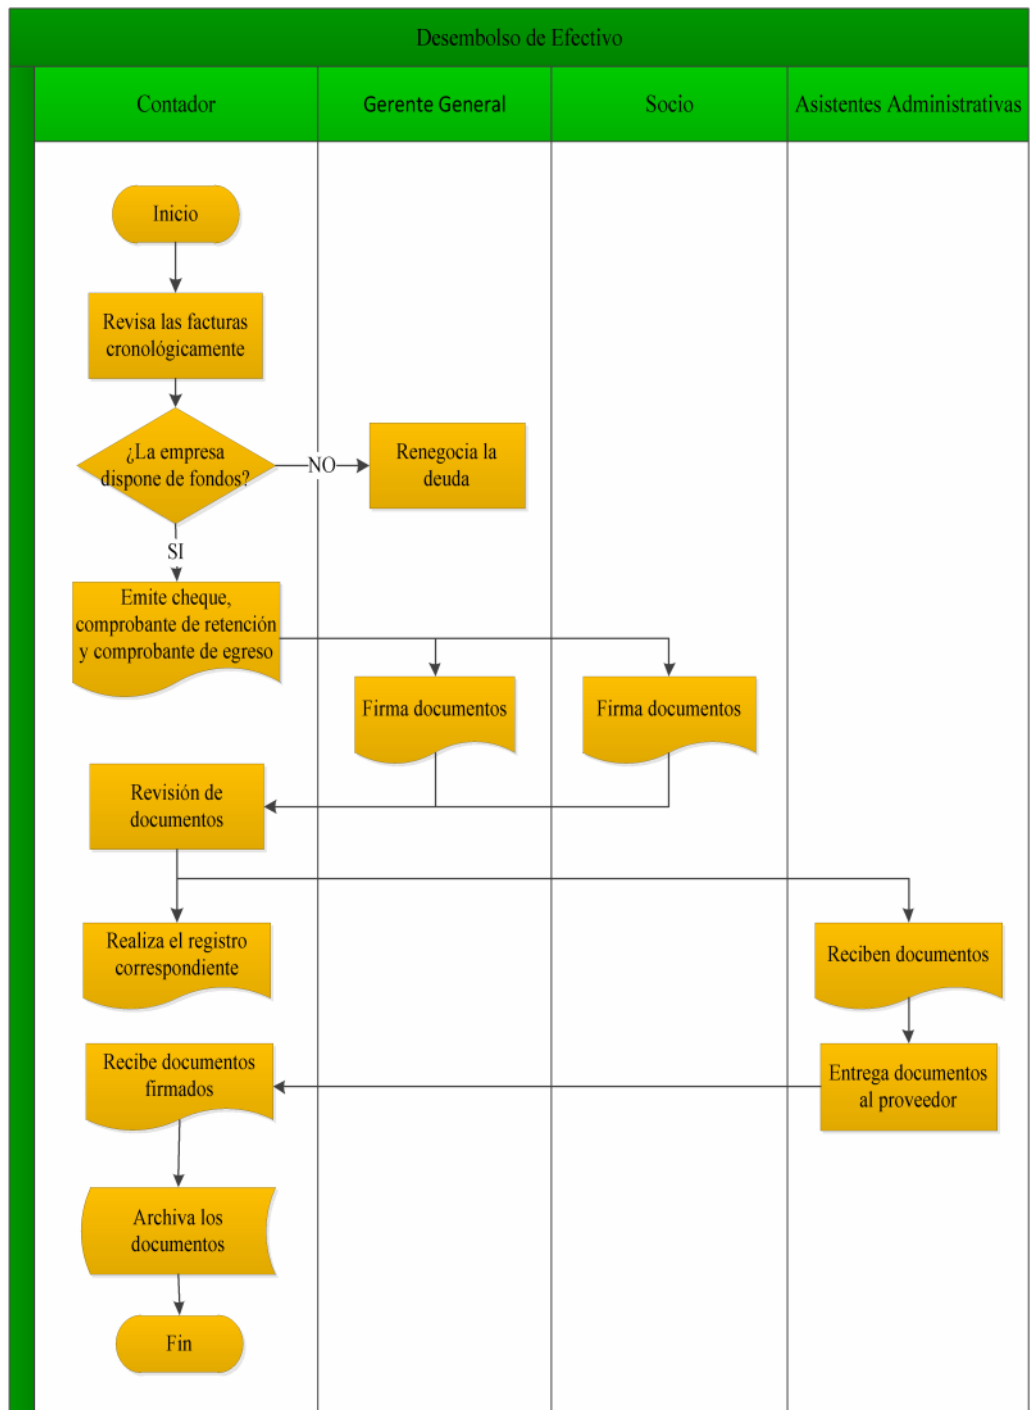 Desembolso de Efectivo
Contador
Gerente General
Socio
Asistentes Administrativas
Inicio
Revisa las facturas
cronológicamente
¿La empresa
dispone de fondos?
NO
Renegocia la
deuda
SI
Emite cheque,
comprobante de retención
y comprobante de egreso
Firma documentos
Firma documentos
Revisión de
documentos
Realiza el registro
correspondiente
Reciben documentos
Recibe documentos
firmados
Entrega documentos
al proveedor
Archiva los
documentos
Fin